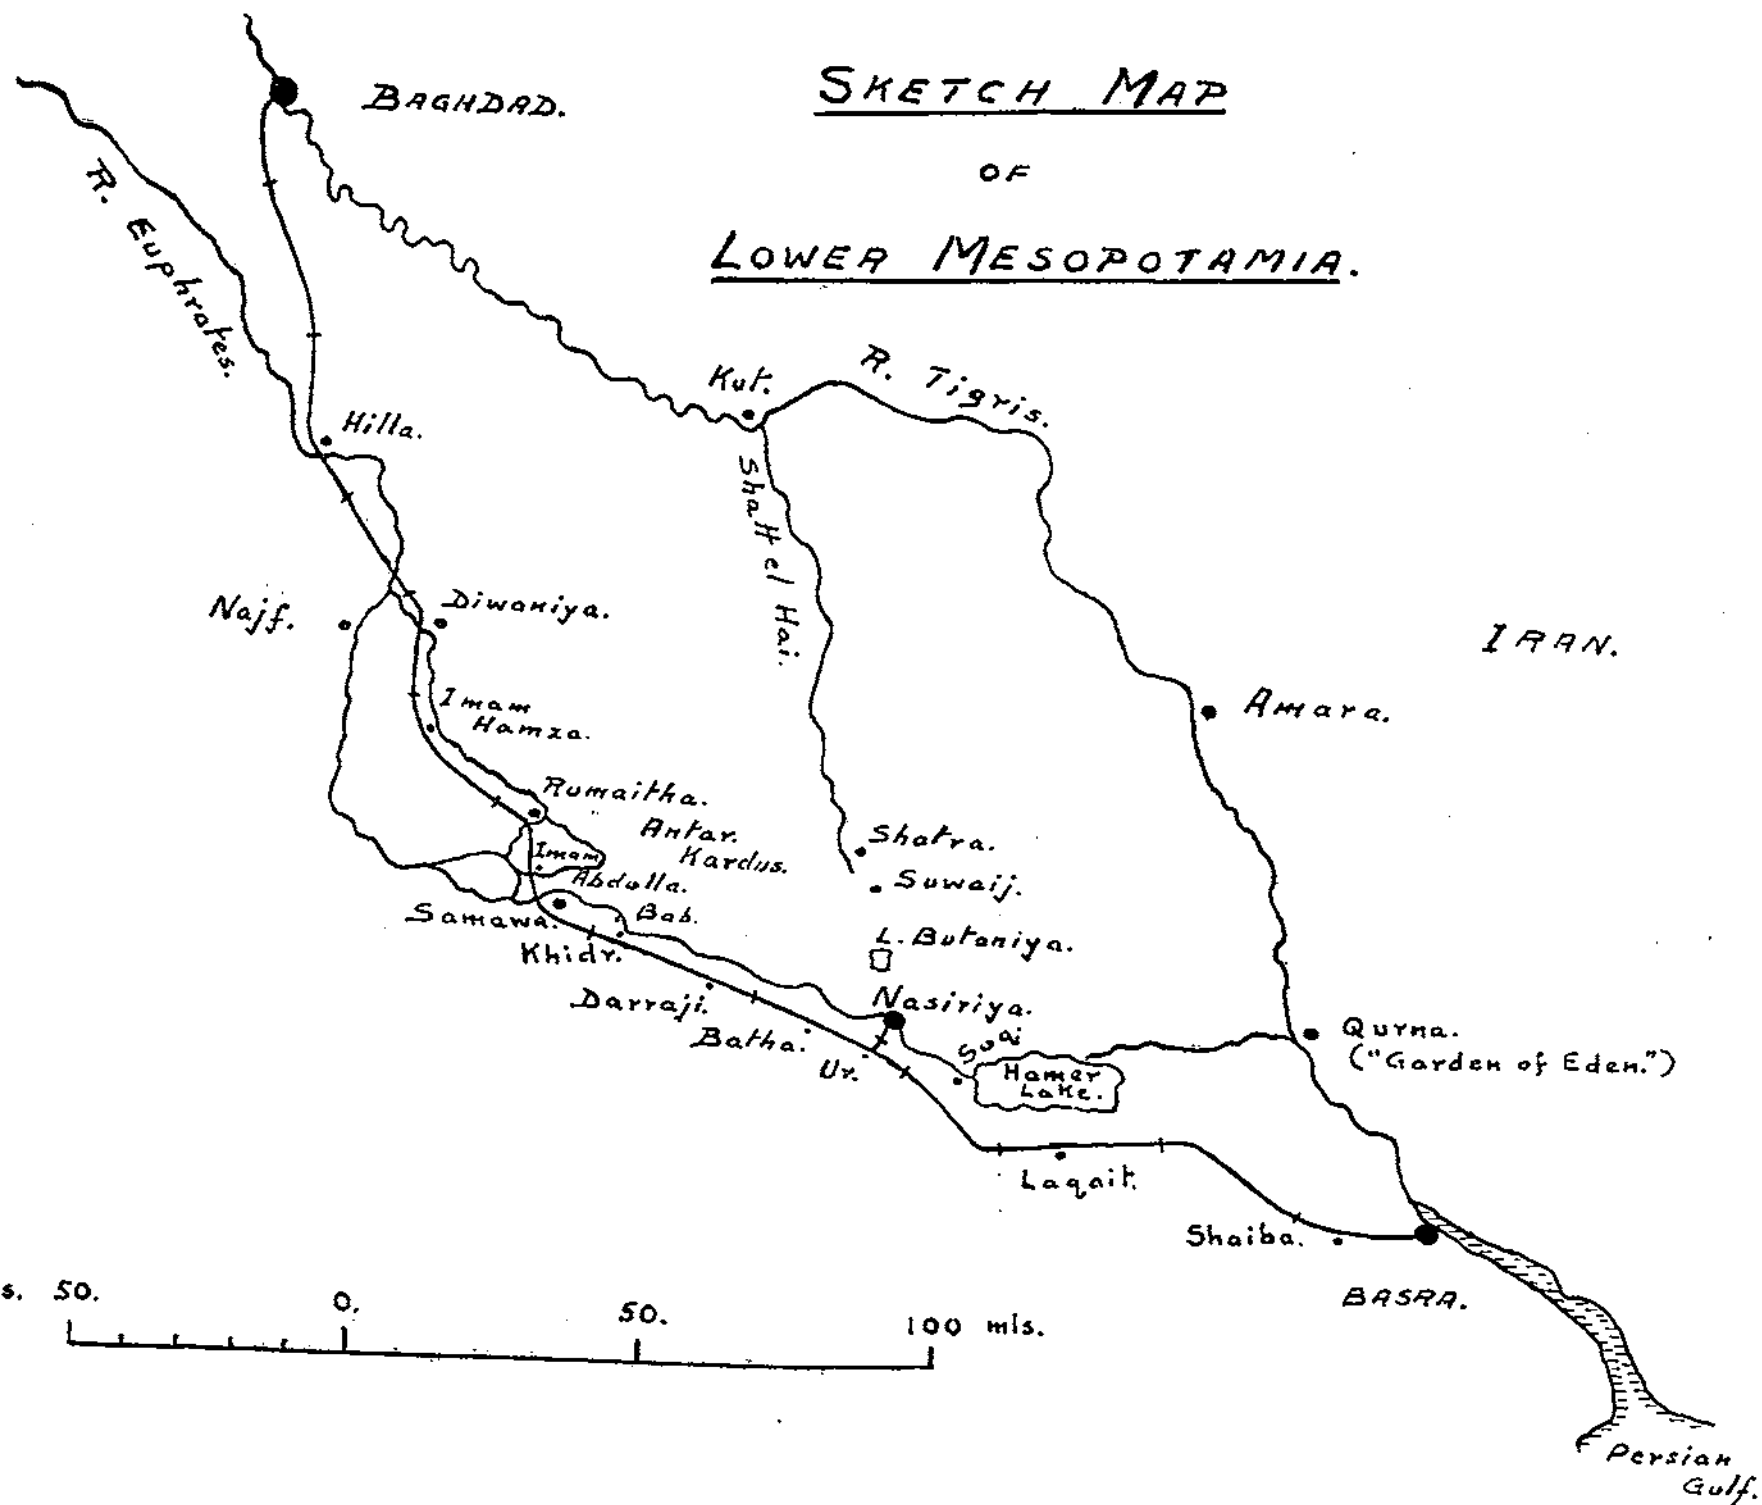 SKETCH MAP
OF
LOWER MESOPOTAMIA.
BAGHDAD.
R. Euphrates.
Kut.
R. Tigris.
Hilla.
Shatt el Hai.
Najf.
Diwaniya.
IRAN.
Imam
Hamza.
Amara.
Rumaitha.
Antar.
Kardus.
Imam
Abdulla.
Shatra.
Suwaij.
Samawa.
Bab.
Khidr.
L. Butaniya.
Darraji.
Nasiriya.
Batha.
Ur.
Suq
Hamer
Lake.
Qurna.
("Garden of Eden.")
Laqait.
Shaiba.
BASRA.
s. 50. 0. 50. 100 mls.
Persian
Gulf.